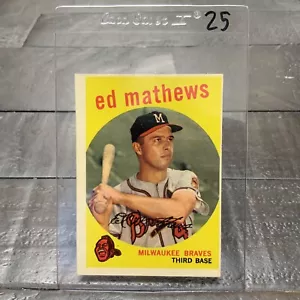 Card Saver II® 25
ed mathews
M
MILWAUKEE BRAVES
THIRD BASE